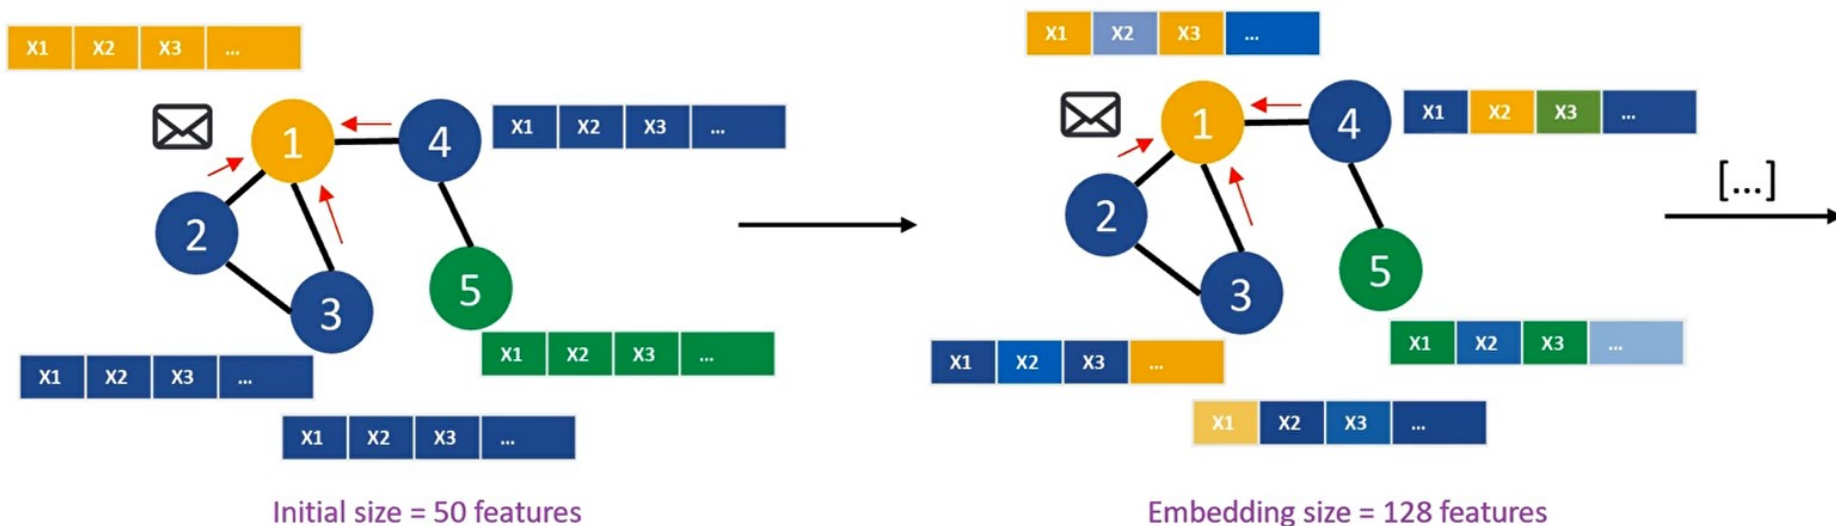 X1 X2 X3 ...
1
4
X1 X2 X3 ...
2
3
5
X1 X2 X3 ...
X1 X2 X3 ...
X1 X2 X3 ...
Initial size = 50 features
X1 X2 X3 ...
1
4
X1 X2 X3 ...
2
3
5
X1 X2 X3 ...
X1 X2 X3 ...
X1 X2 X3 ...
Embedding size = 128 features
[...]